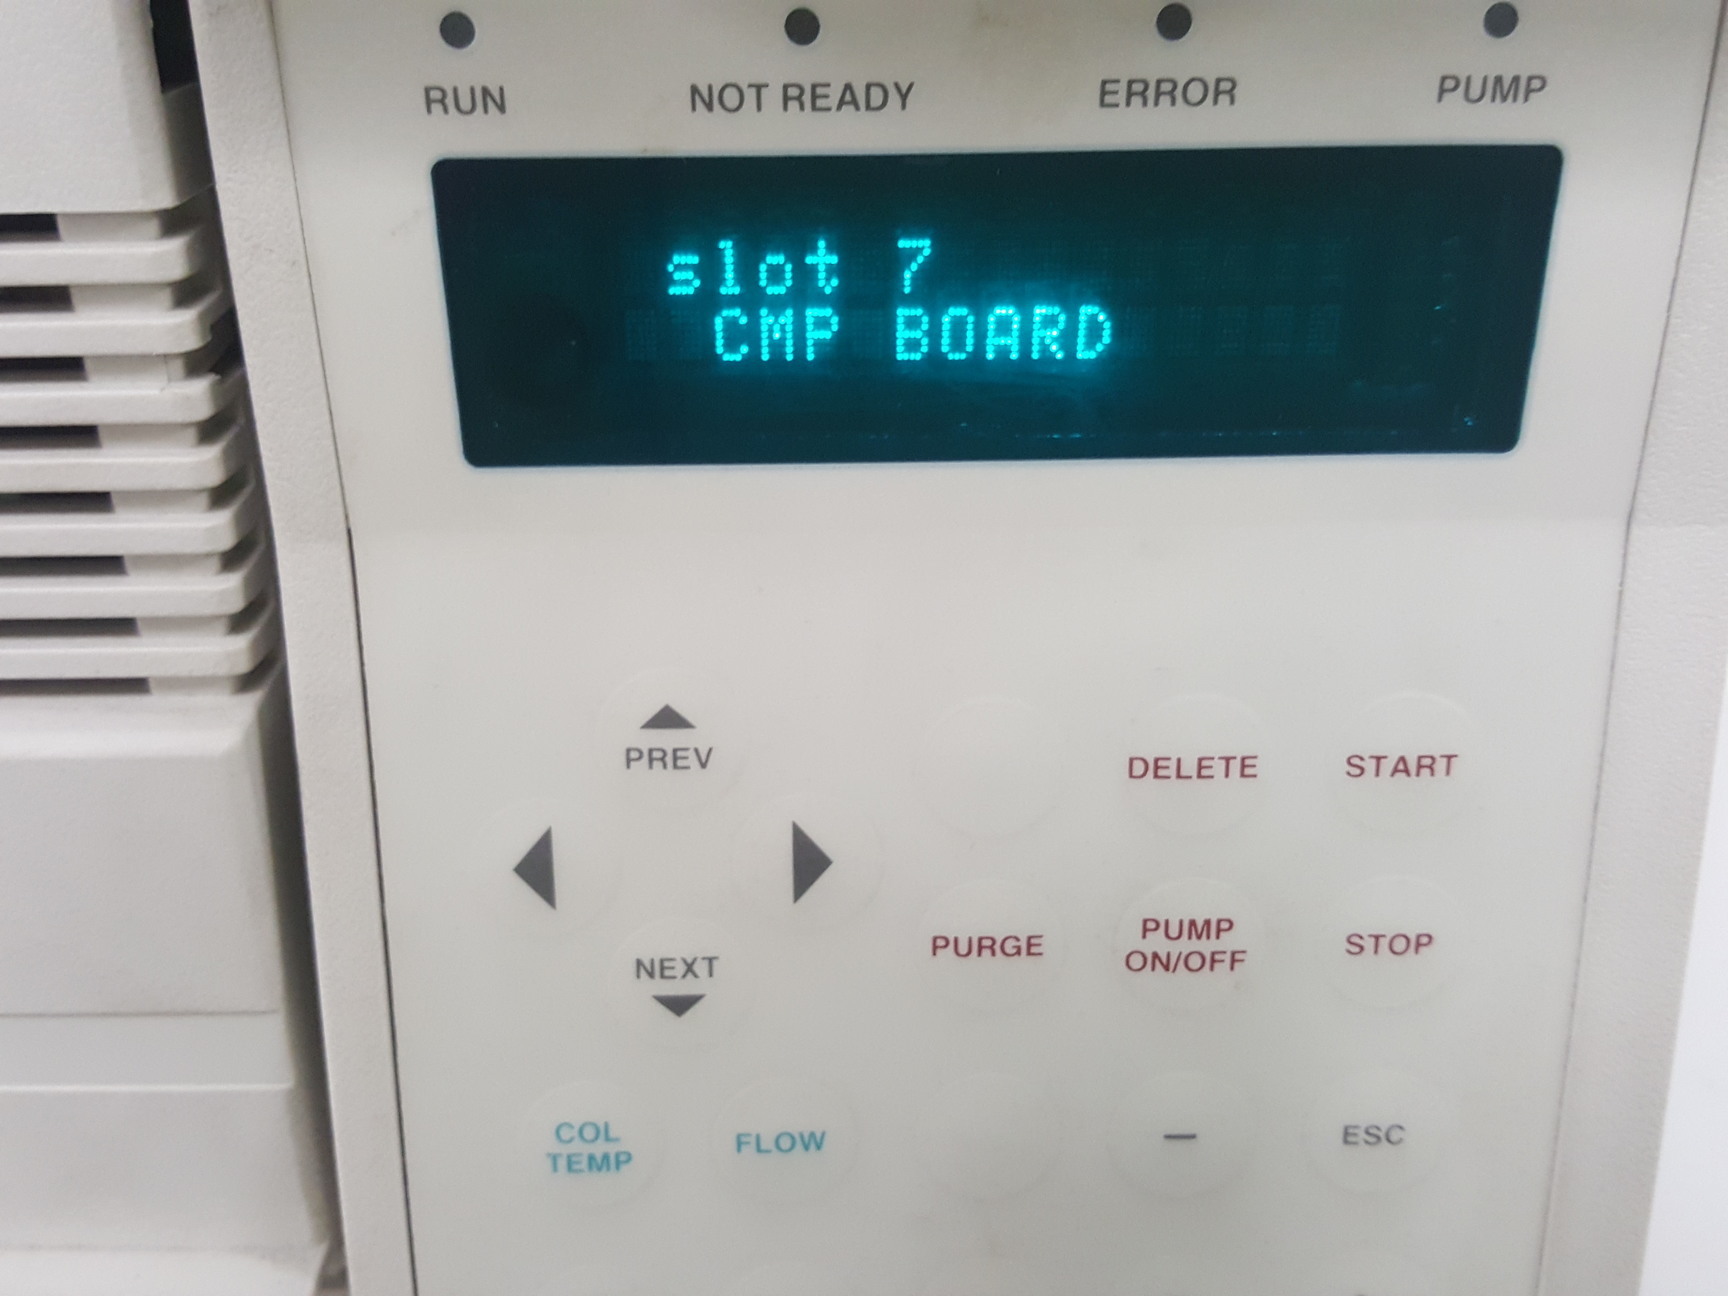 RUN NOT READY ERROR PUMP
slot 7
CMP BOARD
PREV
DELETE START
NEXT
PURGE
PUMP
ON/OFF
STOP
COL
TEMP
FLOW
—
ESC